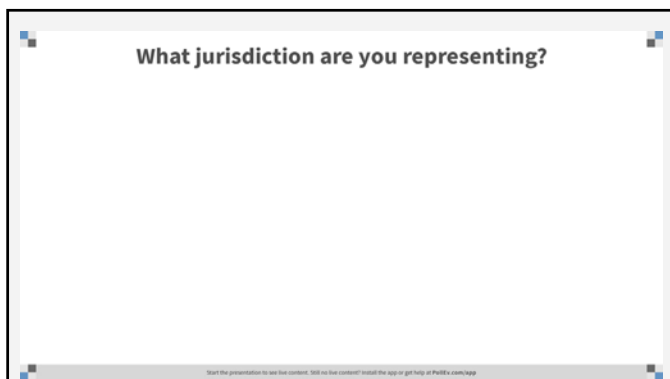 What jurisdiction are you representing?
Start the presentation to see live content. Still no live content? Install the app or get help at PollEv.com/app